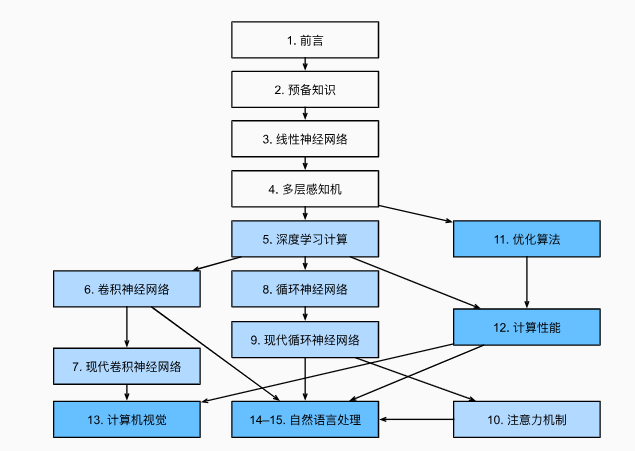 1. 前言
2. 预备知识
3. 线性神经网络
4. 多层感知机
5. 深度学习计算
11. 优化算法
6. 卷积神经网络
8. 循环神经网络
12. 计算性能
9. 现代循环神经网络
7. 现代卷积神经网络
13. 计算机视觉
14–15. 自然语言处理
10. 注意力机制